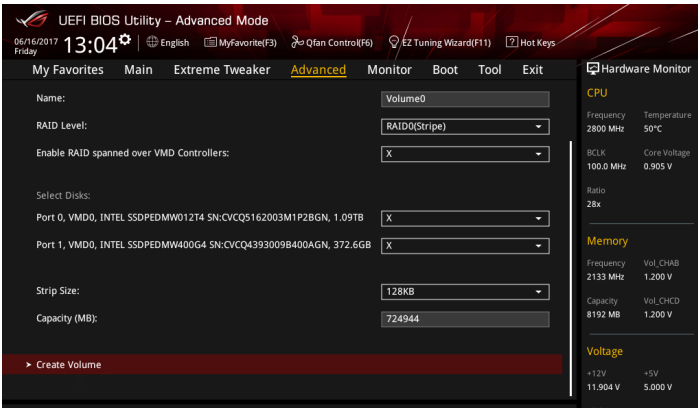 UEFI BIOS Utility – Advanced Mode
06/16/2017 Friday 13:04 English MyFavorite(F3) Qfan Control(F6) EZ Tuning Wizard(F11) ? Hot Keys
My Favorites Main Extreme Tweaker Advanced Monitor Boot Tool Exit
Name: Volume0
RAID Level: RAID0(Stripe)
Enable RAID spanned over VMD Controllers: X
Select Disks:
Port 0, VMD0, INTEL SSDPEDMW012T4 SN:CVCQ5162003M1P2BGN, 1.09TB X
Port 1, VMD0, INTEL SSDPEDMW400G4 SN:CVCQ4393009B400AGN, 372.6GB X
Strip Size: 128KB
Capacity (MB): 724944
> Create Volume
Hardware Monitor
CPU
Frequency Temperature
2800 MHz 50°C
BCLK Core Voltage
100.0 MHz 0.905 V
Ratio
28x
Memory
Frequency Vol_CHAB
2133 MHz 1.200 V
Capacity Vol_CHCD
8192 MB 1.200 V
Voltage
+12V +5V
11.904 V 5.000 V